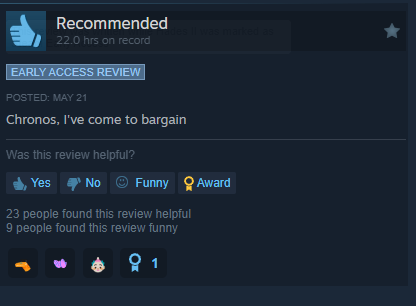 Recommended
22.0 hrs on record
EARLY ACCESS REVIEW
POSTED: MAY 21
Chronos, I've come to bargain
Was this review helpful?
Yes No Funny Award
23 people found this review helpful
9 people found this review funny
1